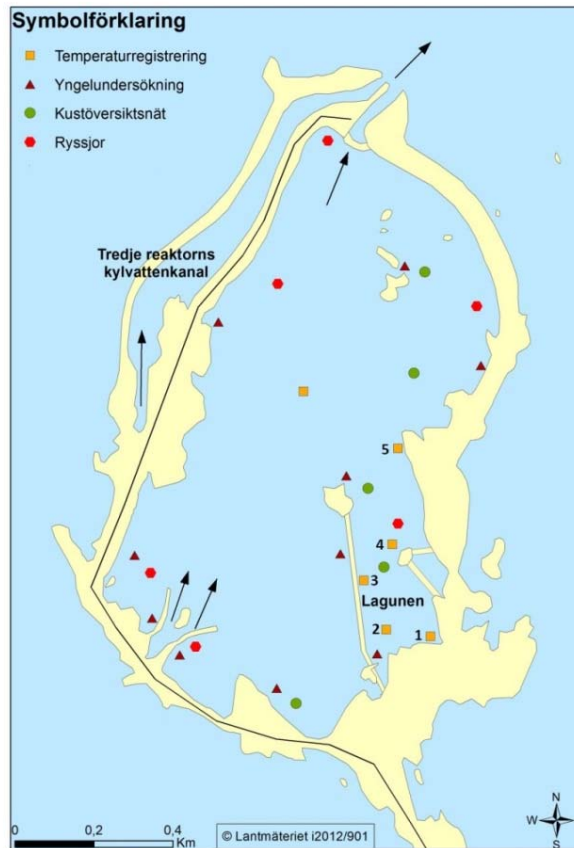 Symbolförklaring
Temperaturregistrering
Yngelundersökning
Kustöversiktsnät
Ryssjor
Tredje reaktorns
kylvattenkanal
5
4
3
Lagunen
2
1
0 0,2 0,4
Km
© Lantmäteriet i2012/901
N
W
S